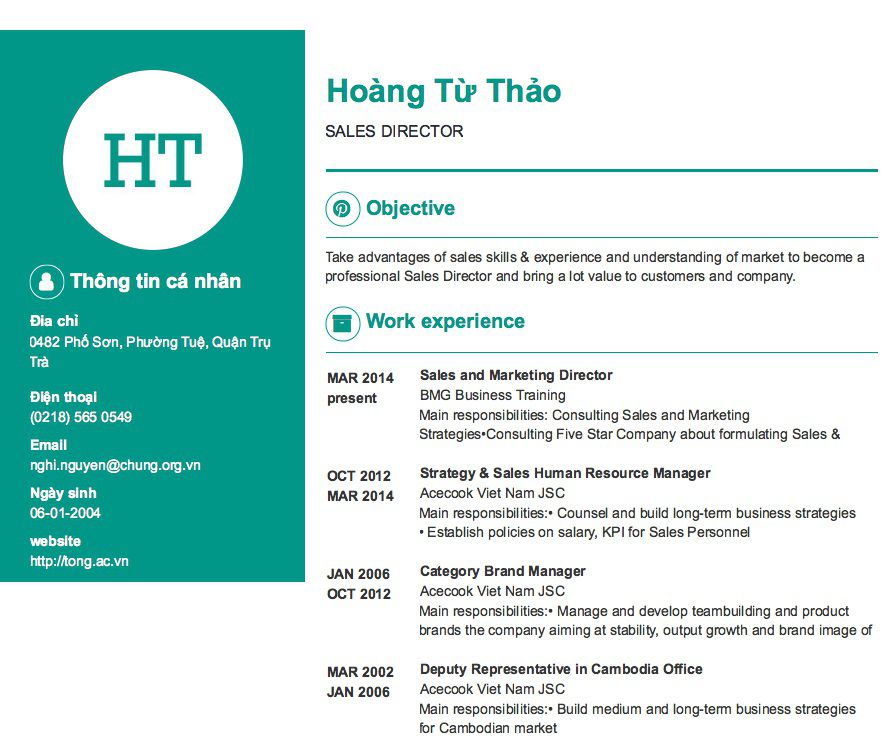 HT
Thông tin cá nhân
Đia chỉ
0482 Phố Sơn, Phường Tuệ, Quận Trụ
Trà
Điện thoại
(0218) 565 0549
Email
nghi.nguyen@chung.org.vn
Ngày sinh
06-01-2004
website
http://tong.ac.vn
Hoàng Từ Thảo
SALES DIRECTOR
Objective
Take advantages of sales skills & experience and understanding of market to become a
professional Sales Director and bring a lot value to customers and company.
Work experience
MAR 2014
present
Sales and Marketing Director
BMG Business Training
Main responsibilities: Consulting Sales and Marketing
Strategies•Consulting Five Star Company about formulating Sales &
OCT 2012
MAR 2014
Strategy & Sales Human Resource Manager
Acecook Viet Nam JSC
Main responsibilities:• Counsel and build long-term business strategies
• Establish policies on salary, KPI for Sales Personnel
JAN 2006
OCT 2012
Category Brand Manager
Acecook Viet Nam JSC
Main responsibilities:• Manage and develop teambuilding and product
brands the company aiming at stability, output growth and brand image of
MAR 2002
JAN 2006
Deputy Representative in Cambodia Office
Acecook Viet Nam JSC
Main responsibilities:• Build medium and long-term business strategies
for Cambodian market